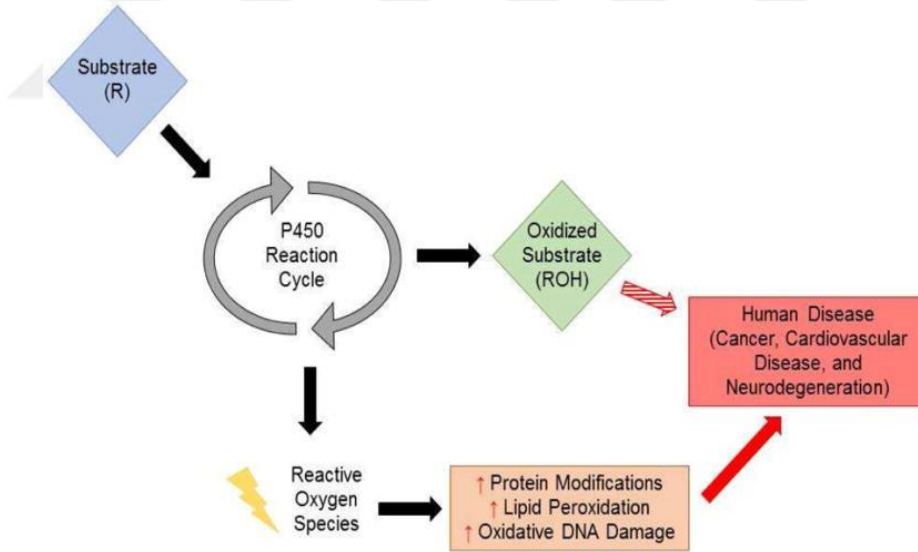 Substrate
(R)
P450
Reaction
Cycle
Oxidized
Substrate
(ROH)
Human Disease
(Cancer, Cardiovascular
Disease, and
Neurodegeneration)
Reactive
Oxygen
Species
↑ Protein Modifications
↑ Lipid Peroxidation
↑ Oxidative DNA Damage